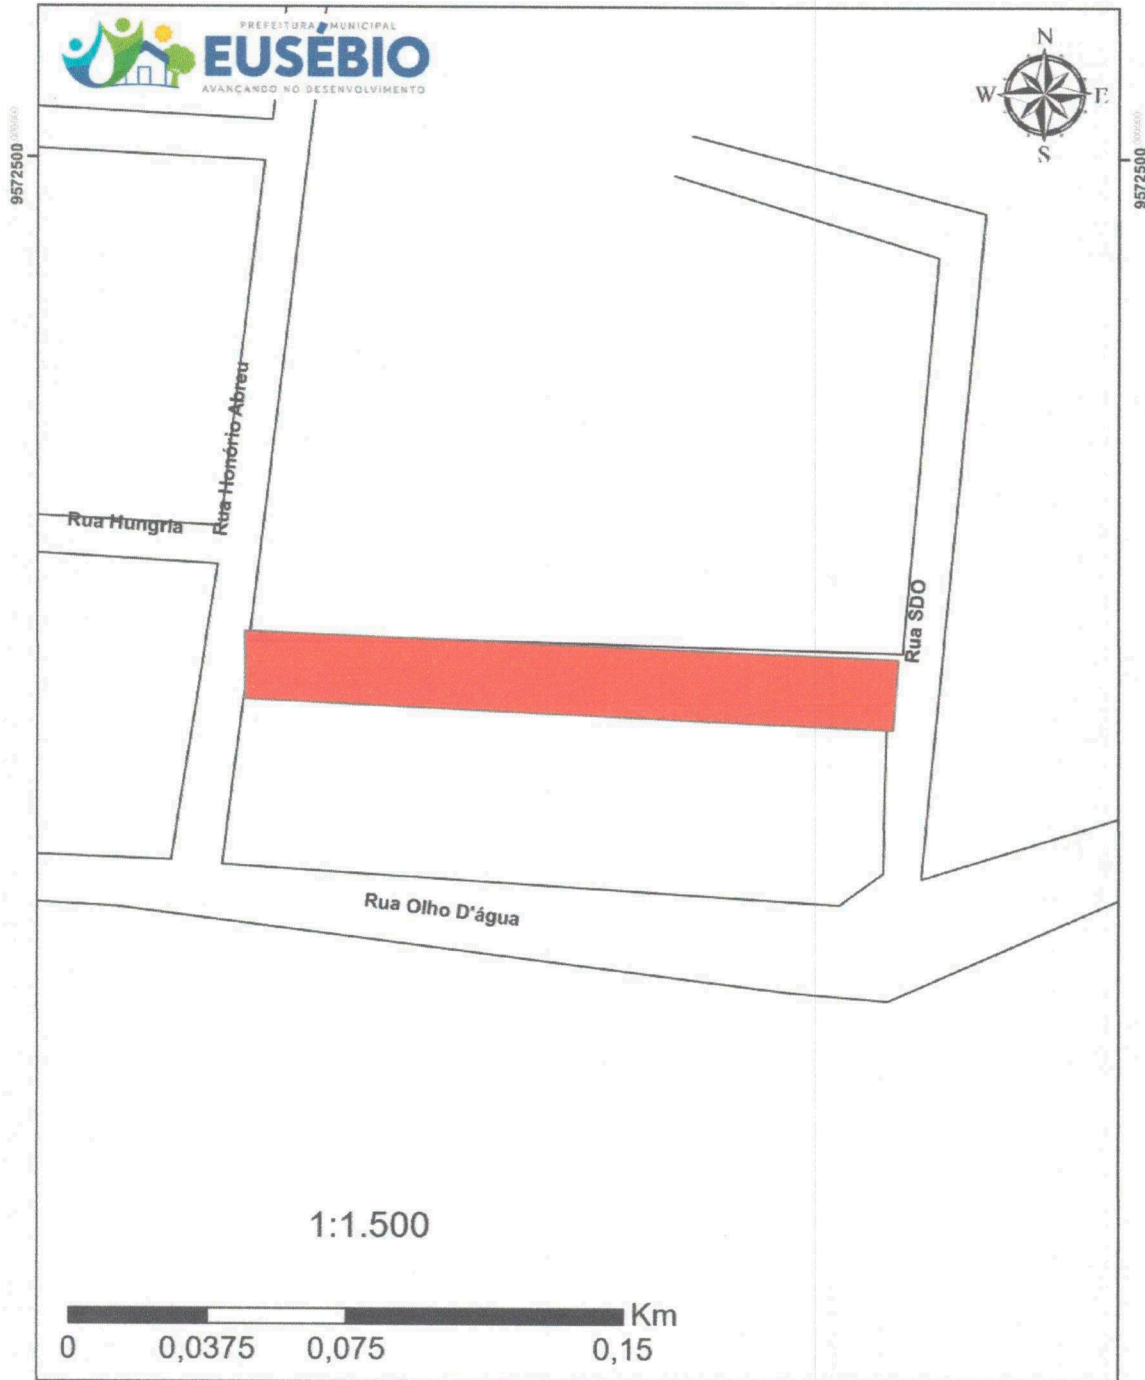 PREFEITURA MUNICIPAL
EUSÉBIO
AVANÇANDO NO DESENVOLVIMENTO
N
W E
S
9572500
9572500
Rua Honório Abreu
Rua Hungria
Rua SDO
Rua Olho D'água
1:1.500
Km
0 0,0375 0,075 0,15